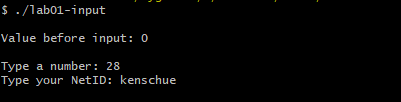 $ ./lab01-input
Value before input: 0
Type a number: 28
Type your NetID: kenschue